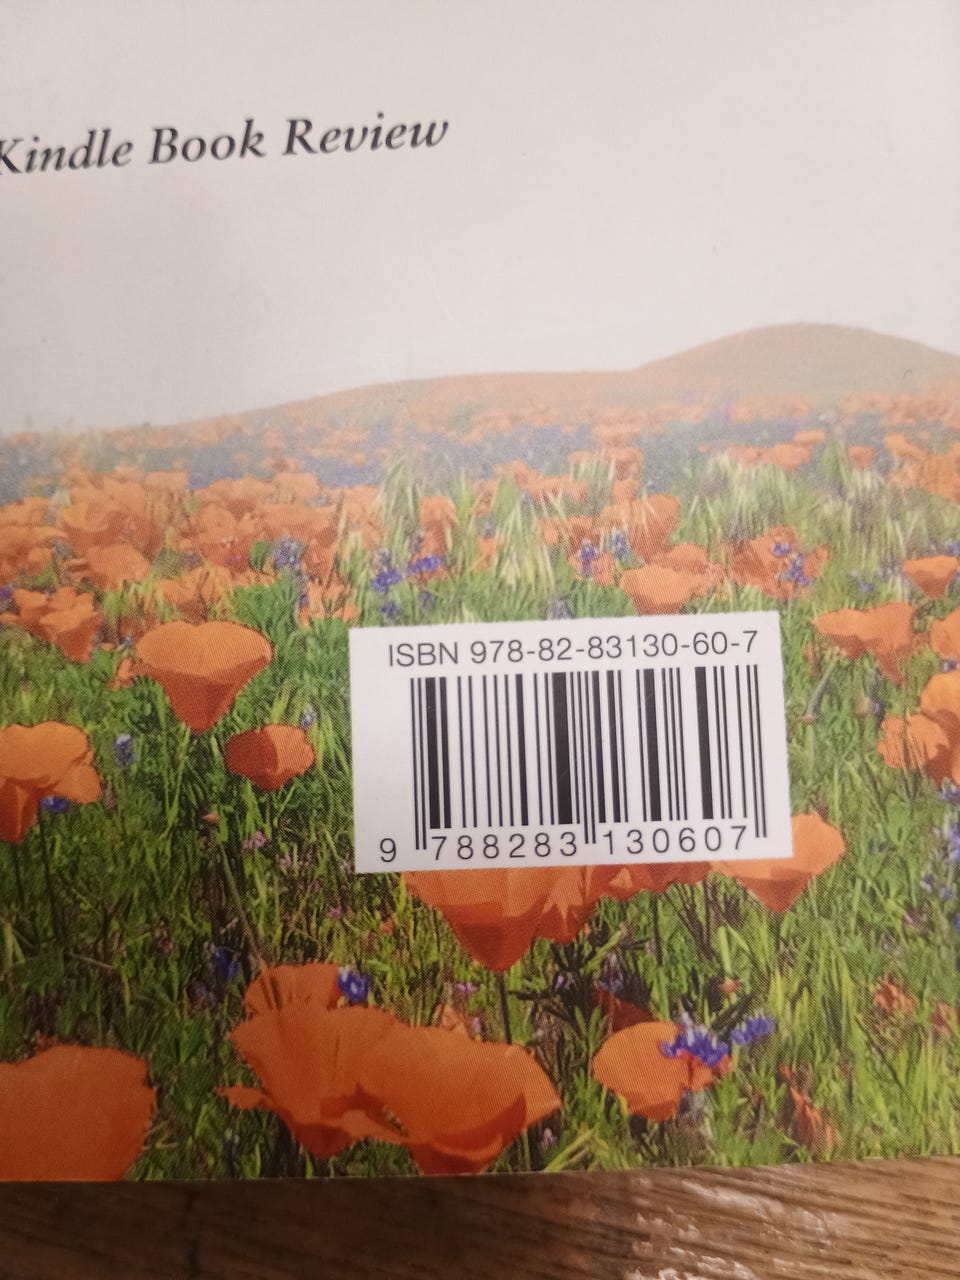 Kindle Book Review
ISBN 978-82-83130-60-7
9 788283 130607